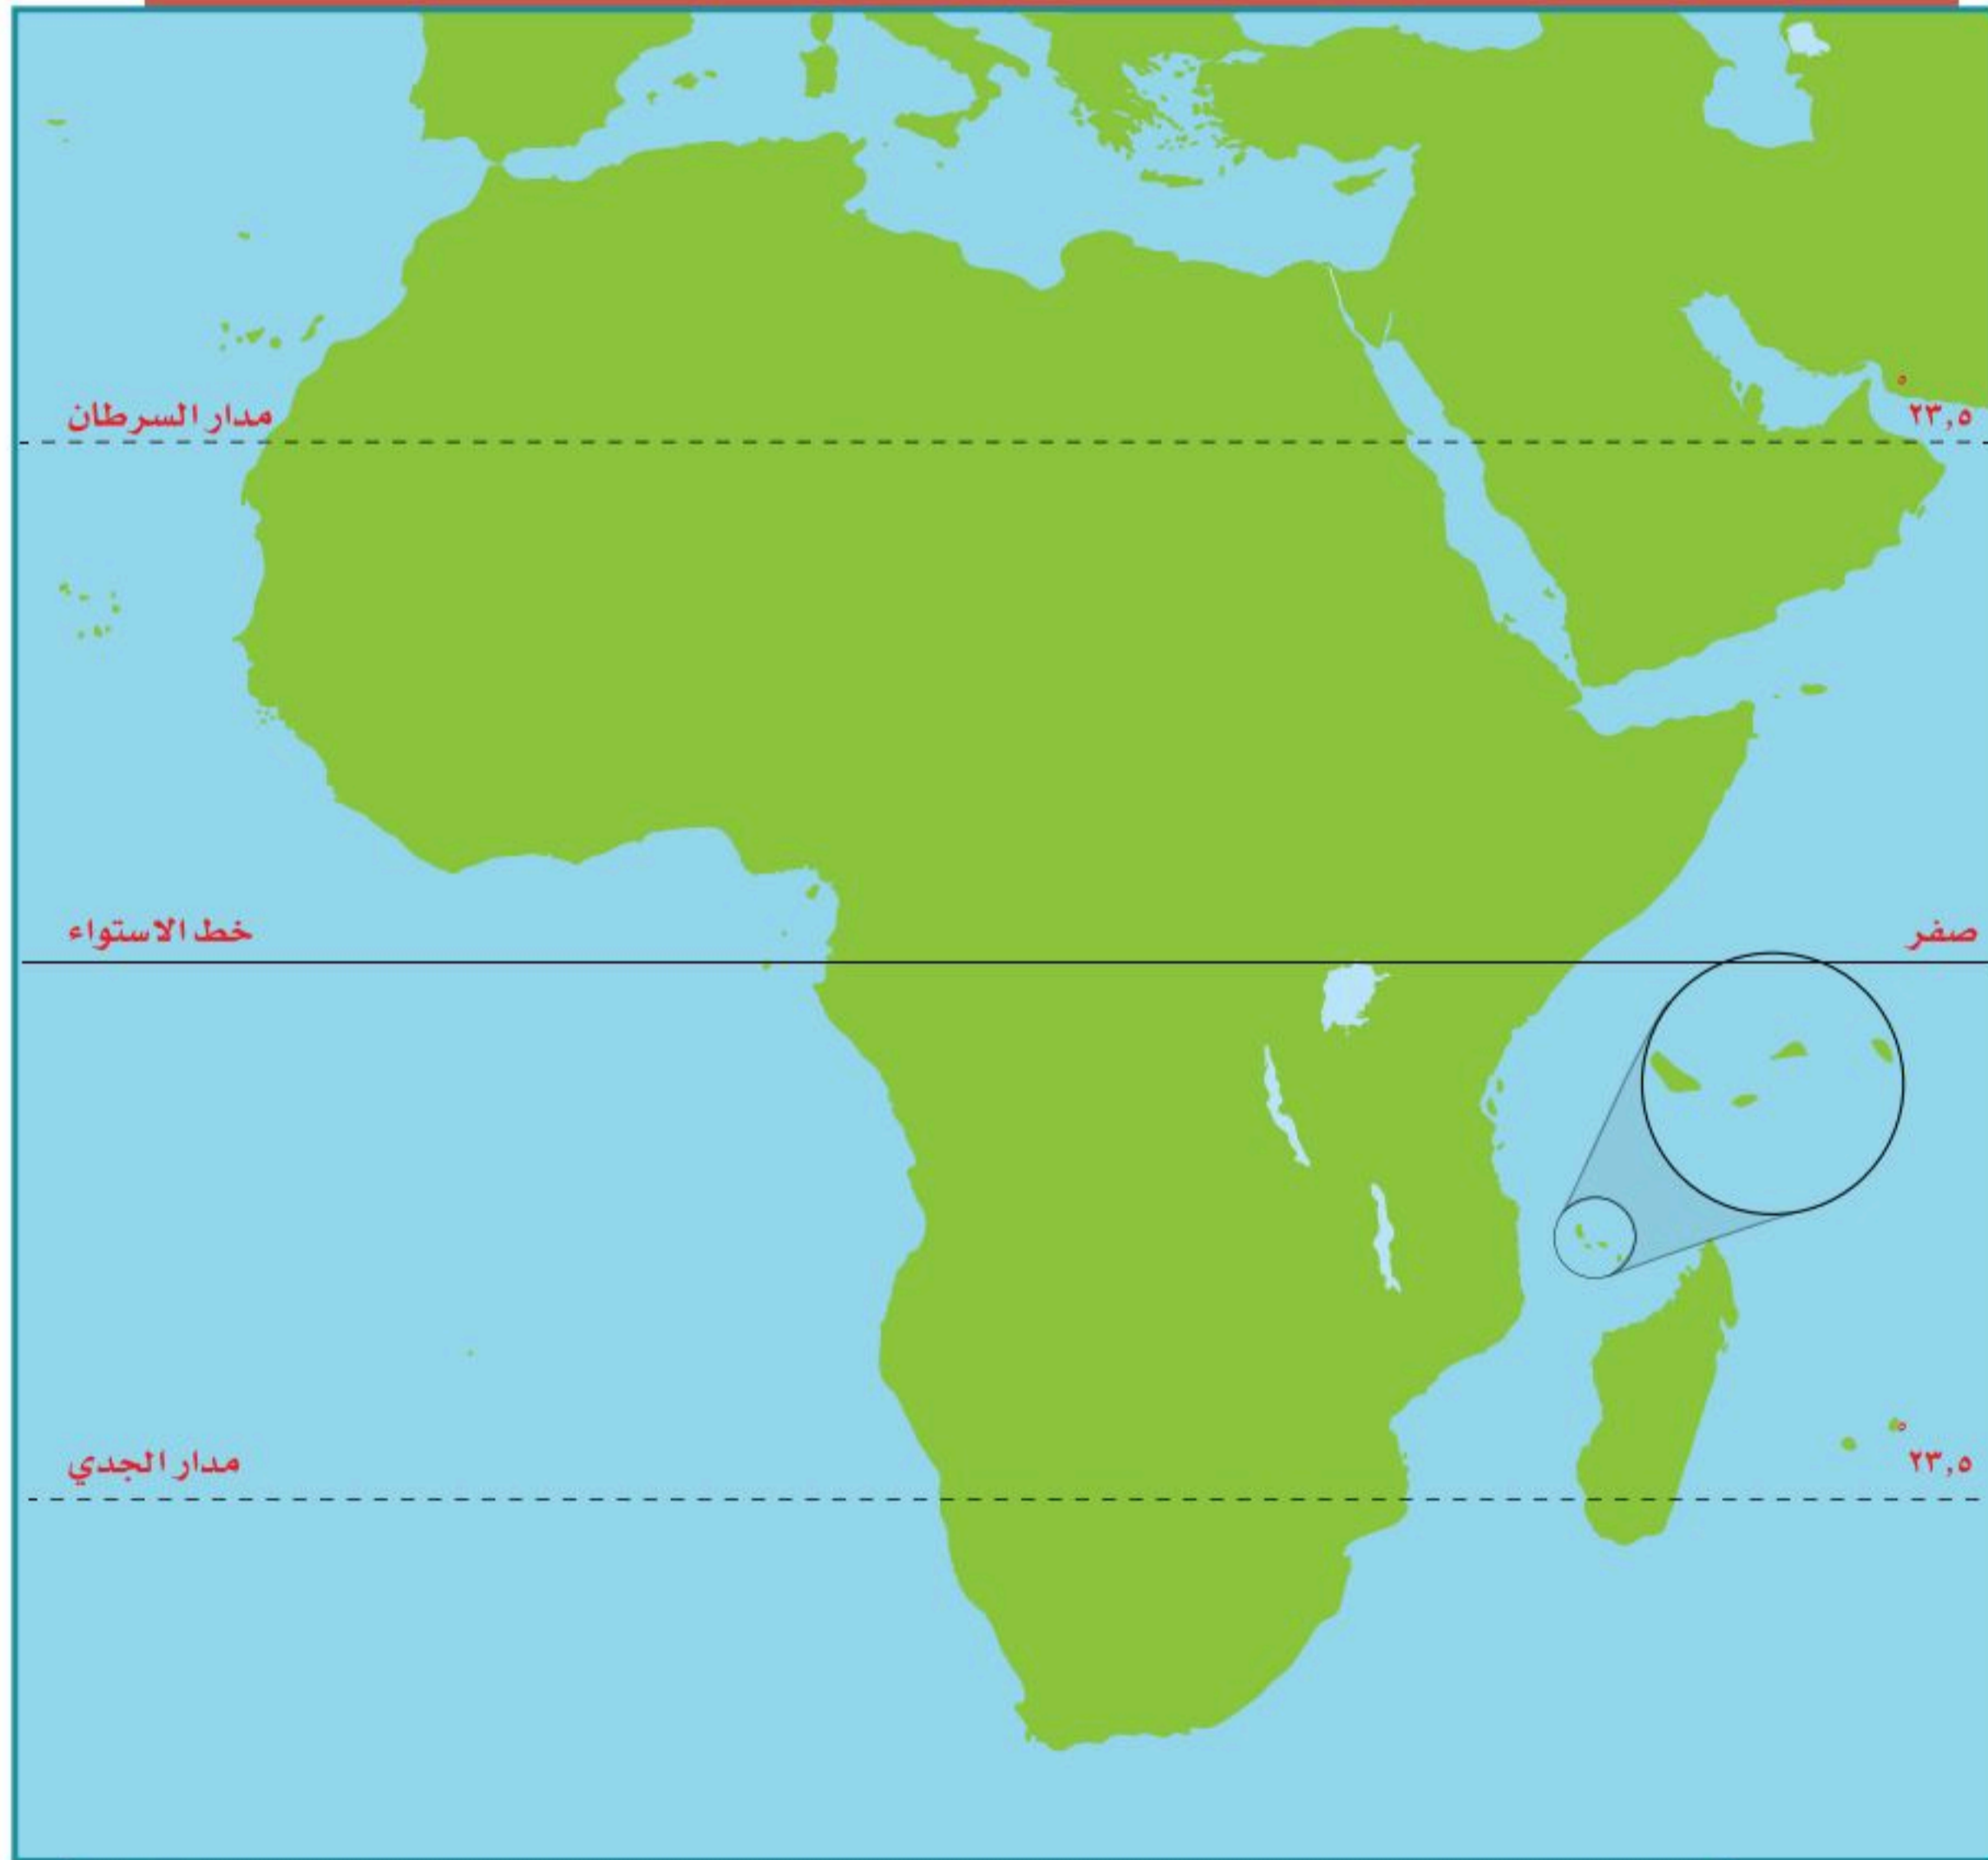 مدار السرطان
°٢٣,٥
خط الاستواء
صفر
مدار الجدي
°٢٣,٥